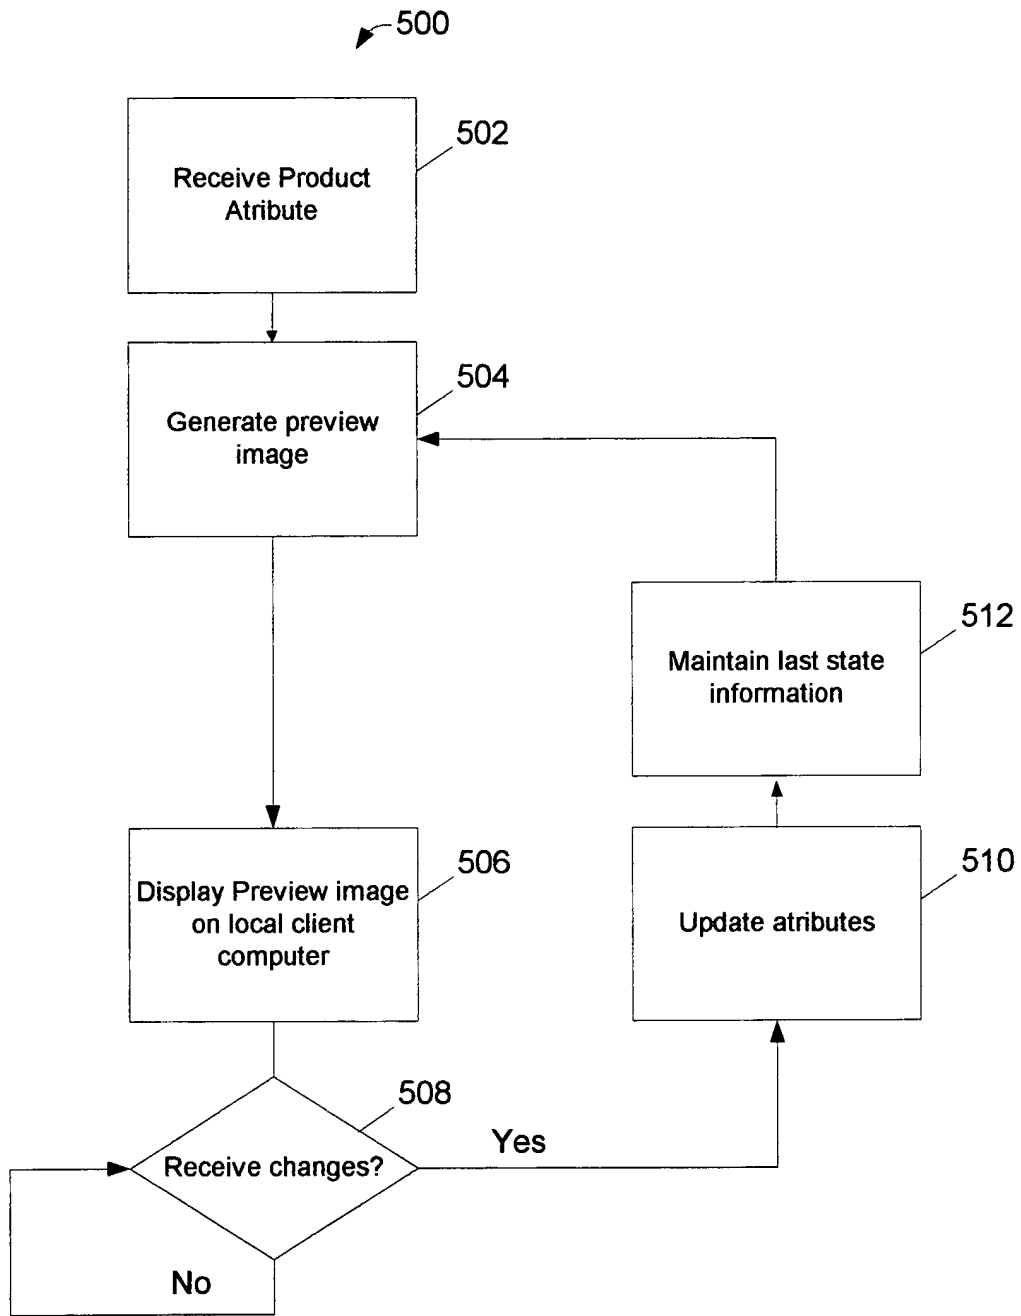 500
502
Receive Product
Atribute
504
Generate preview
image
512
Maintain last state
information
506
Display Preview image
on local client
computer
510
Update atributes
508
Receive changes?
Yes
No